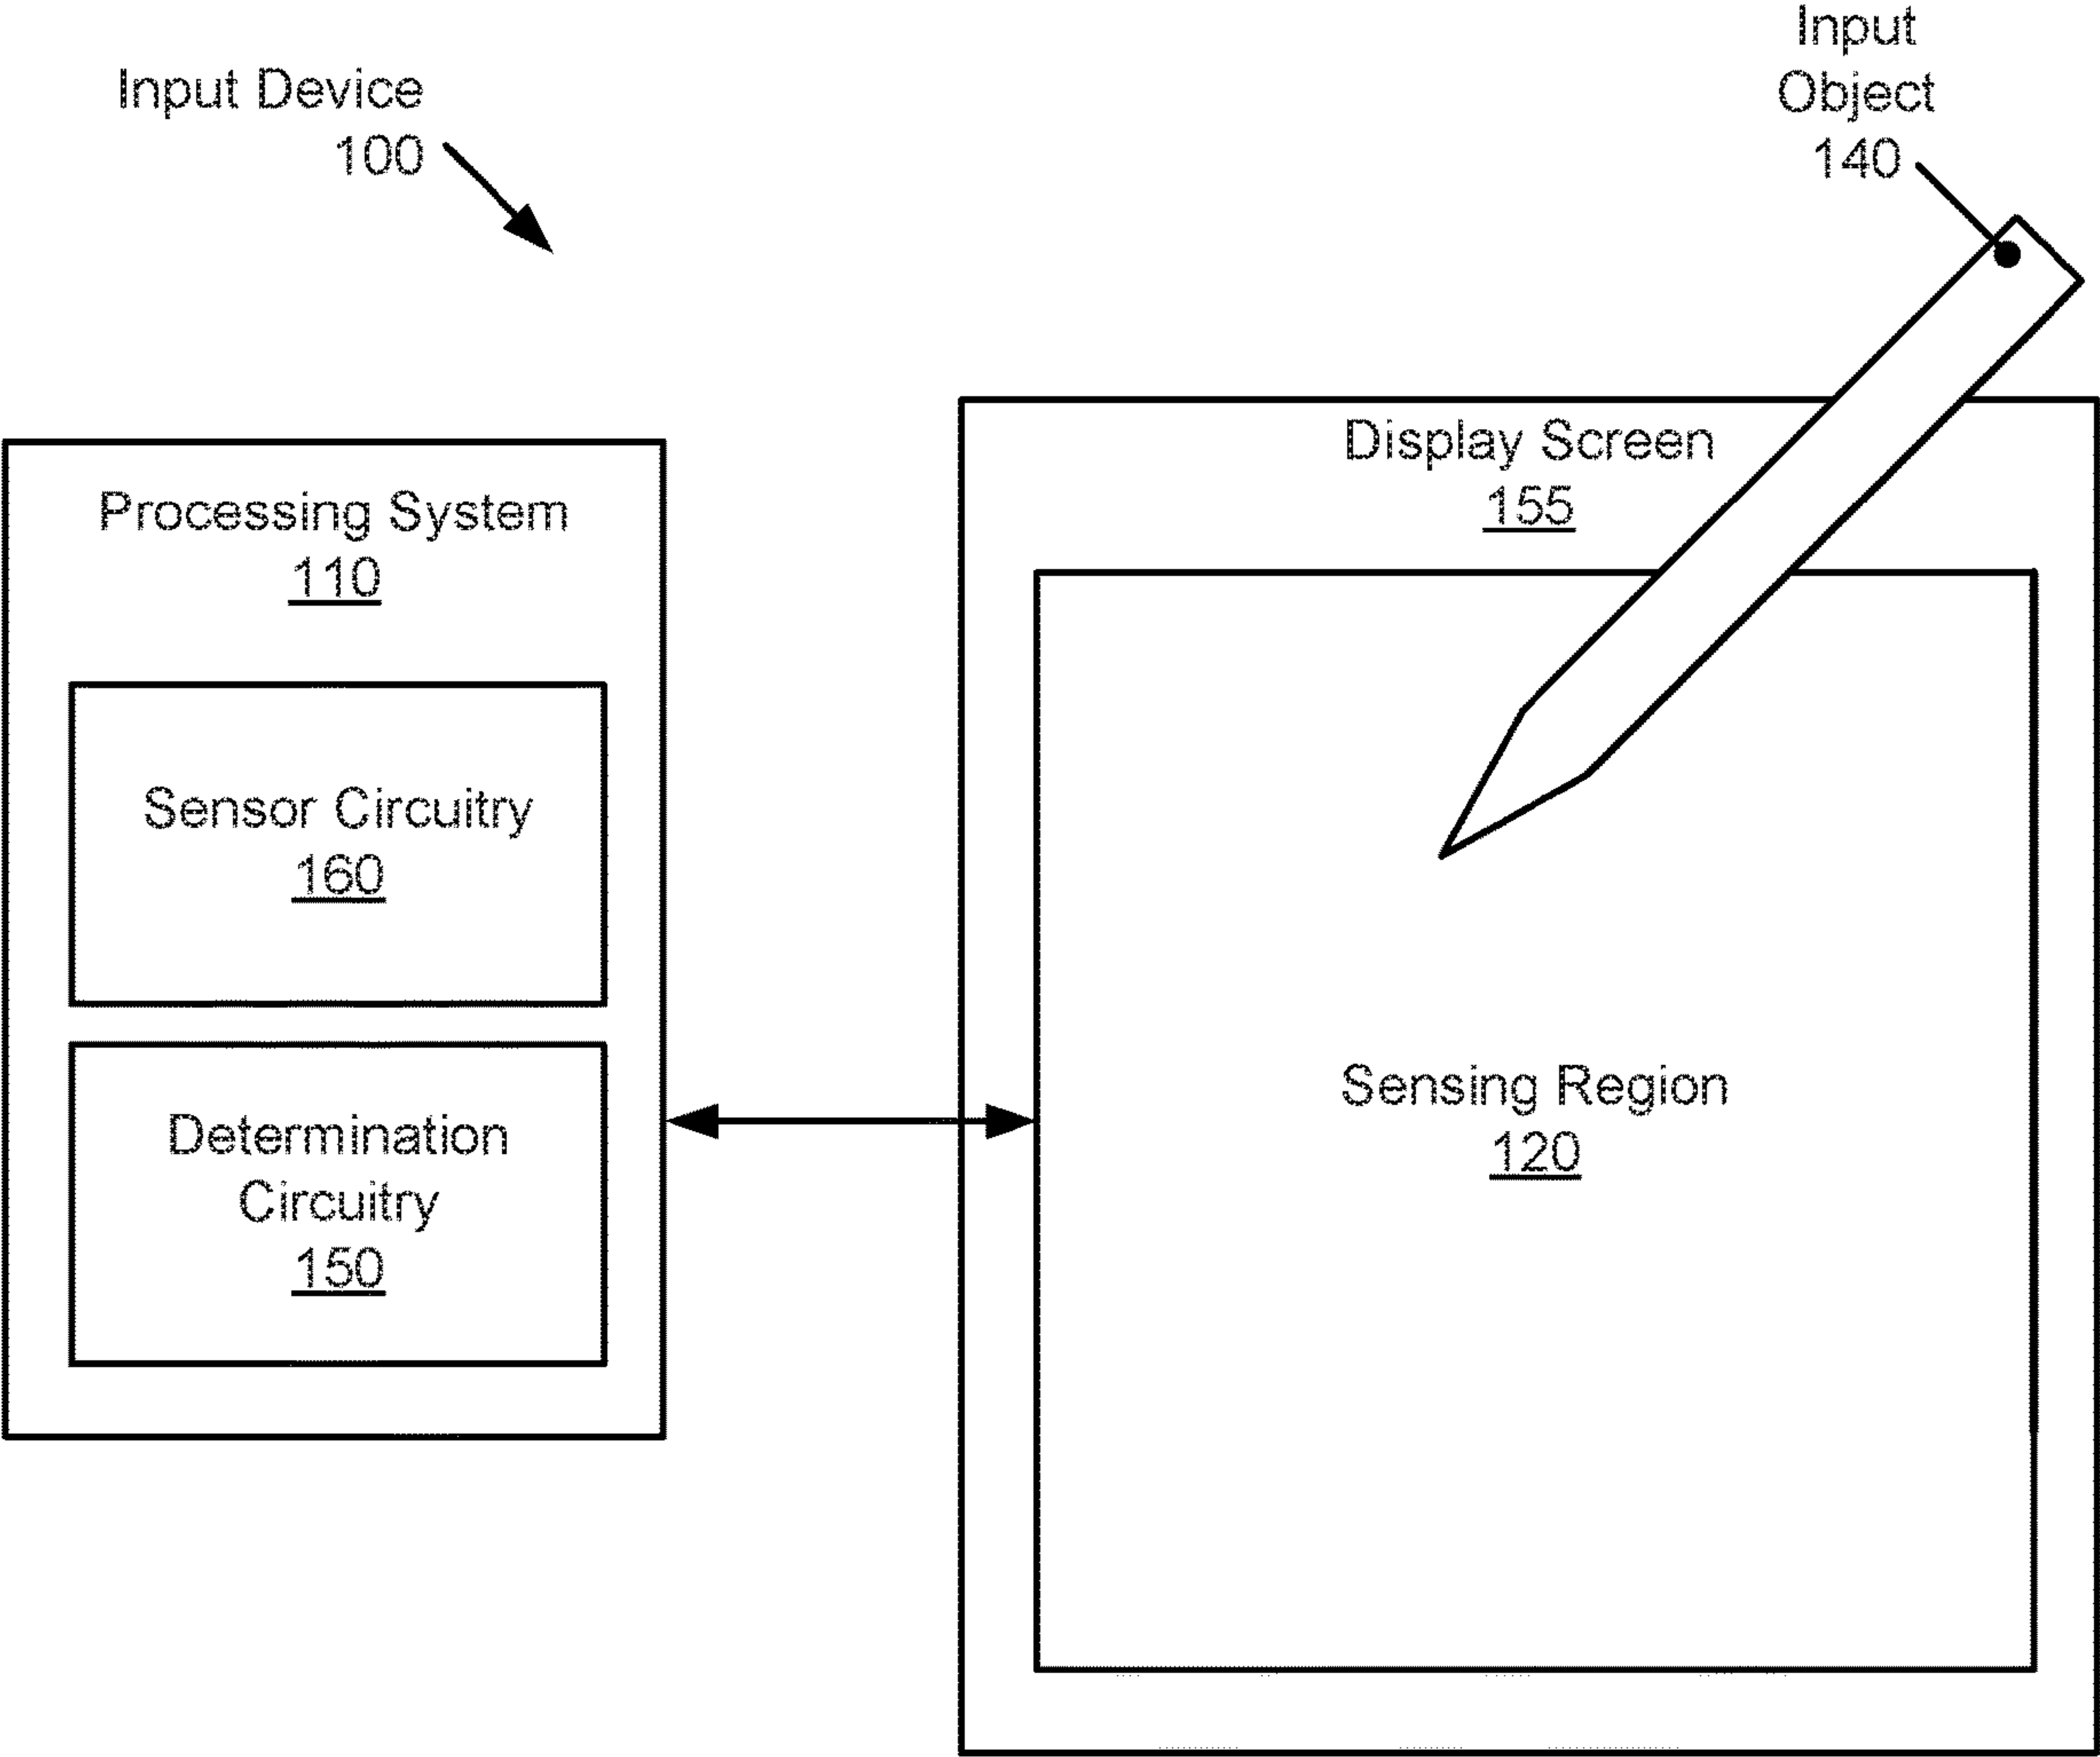 Input Device
100
Input
Object
140
Processing System
110
Sensor Circuitry
160
Determination
Circuitry
150
Display Screen
155
Sensing Region
120